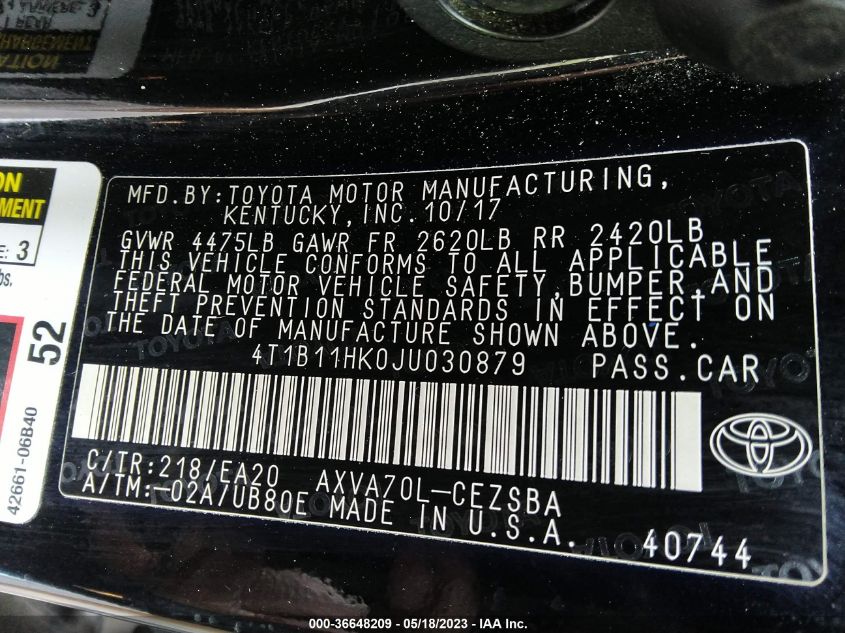 ON
MENT
E: 3
bs.
52
42661-06B40
MFD.BY:TOYOTA MOTOR MANUFACTURING,
KENTUCKY,INC.10/17
GVWR 4475LB GAWR FR 2620LB RR 2420LB
THIS VEHICLE CONFORMS TO ALL APPLICABLE
FEDERAL MOTOR VEHICLE SAFETY,BUMPER,AND
THEFT PREVENTION STANDARDS IN EFFECT ON
THE DATE OF MANUFACTURE SHOWN ABOVE.
4T1B11HK0JU030879 PASS.CAR
C/TR:218/EA20 AXVA70L-CEZSBA
A/TM:-02A/UB80E MADE IN U.S.A.
40744
000-36648209 - 05/18/2023 - IAA Inc.